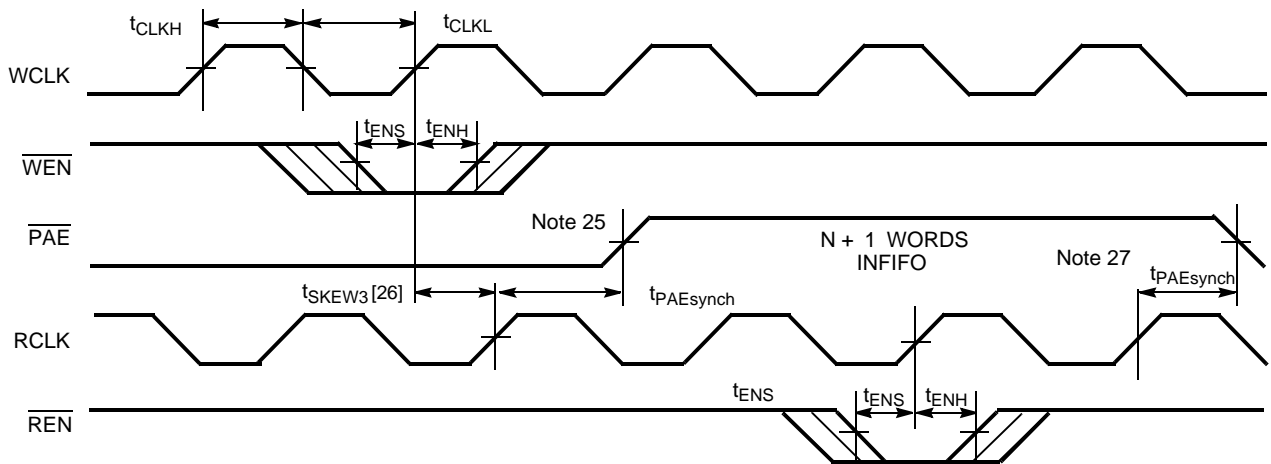 tCLKH
tCLKL
WCLK
tENS
tENH
WEN
Note 25
PAE
N + 1 WORDS
INFIFO
Note 27
tSKEW3 [26]
tPAEsynch
tPAEsynch
RCLK
tENS
tENS
tENH
REN